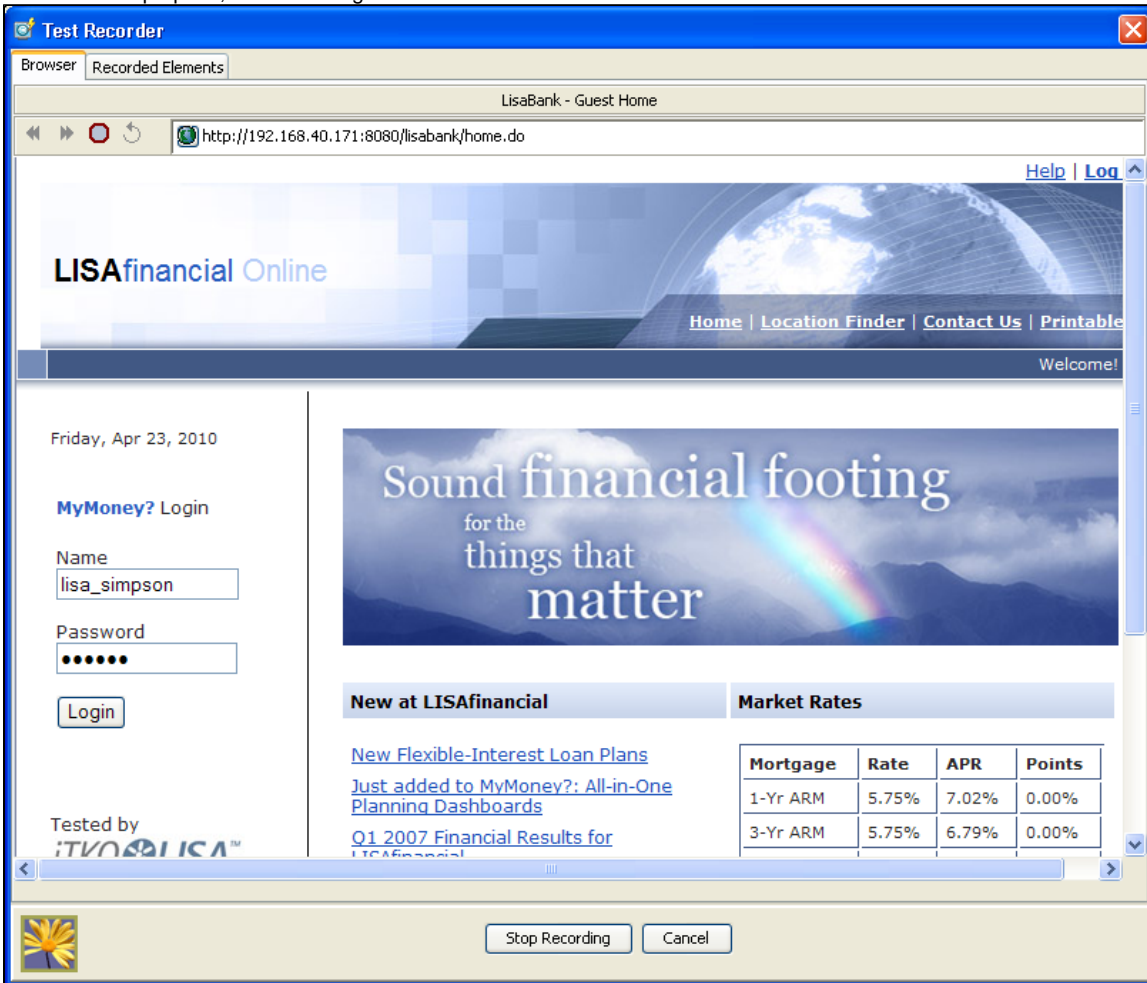 Test Recorder
Browser Recorded Elements
LisaBank - Guest Home
http://192.168.40.171:8080/lisabank/home.do
Help | Log
LISAfinancial Online
Home | Location Finder | Contact Us | Printable
Welcome!
Friday, Apr 23, 2010
MyMoney? Login
Name
lisa_simpson
Password
••••••
Login
Tested by
iTKO LISA™
Sound financial footing
for the
things that
matter
New at LISAfinancial
New Flexible-Interest Loan Plans
Just added to MyMoney?: All-in-One
Planning Dashboards
Q1 2007 Financial Results for
LISAfinancial
Market Rates
Mortgage Rate APR Points
1-Yr ARM 5.75% 7.02% 0.00%
3-Yr ARM 5.75% 6.79% 0.00%
Stop Recording Cancel